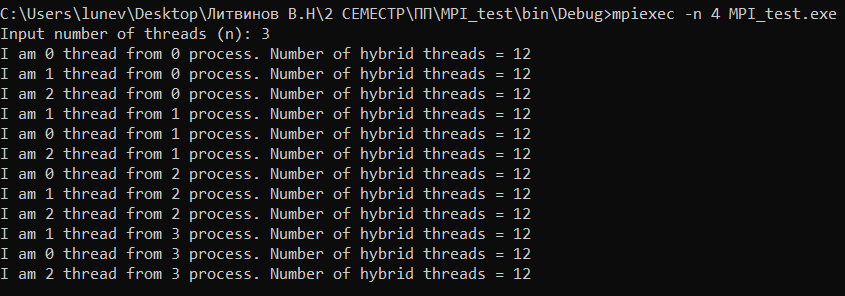 C:\Users\lunev\Desktop\Литвинов В.Н\2 СЕМЕСТР\ПП\MPI_test\bin\Debug>mpiexec -n 4 MPI_test.exe
Input number of threads (n): 3
I am 0 thread from 0 process. Number of hybrid threads = 12
I am 1 thread from 0 process. Number of hybrid threads = 12
I am 2 thread from 0 process. Number of hybrid threads = 12
I am 1 thread from 1 process. Number of hybrid threads = 12
I am 0 thread from 1 process. Number of hybrid threads = 12
I am 2 thread from 1 process. Number of hybrid threads = 12
I am 0 thread from 2 process. Number of hybrid threads = 12
I am 1 thread from 2 process. Number of hybrid threads = 12
I am 2 thread from 2 process. Number of hybrid threads = 12
I am 1 thread from 3 process. Number of hybrid threads = 12
I am 0 thread from 3 process. Number of hybrid threads = 12
I am 2 thread from 3 process. Number of hybrid threads = 12